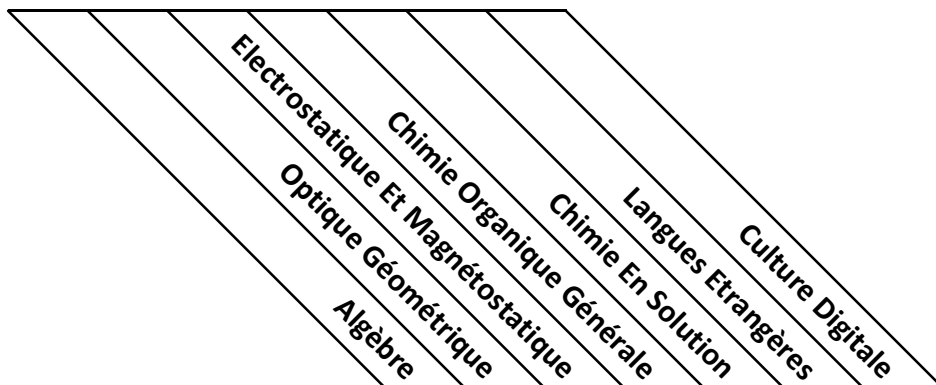 Algèbre
Optique Géométrique
Electrostatique Et Magnétostatique
Chimie Organique Générale
Chimie En Solution
Langues Etrangères
Culture Digitale